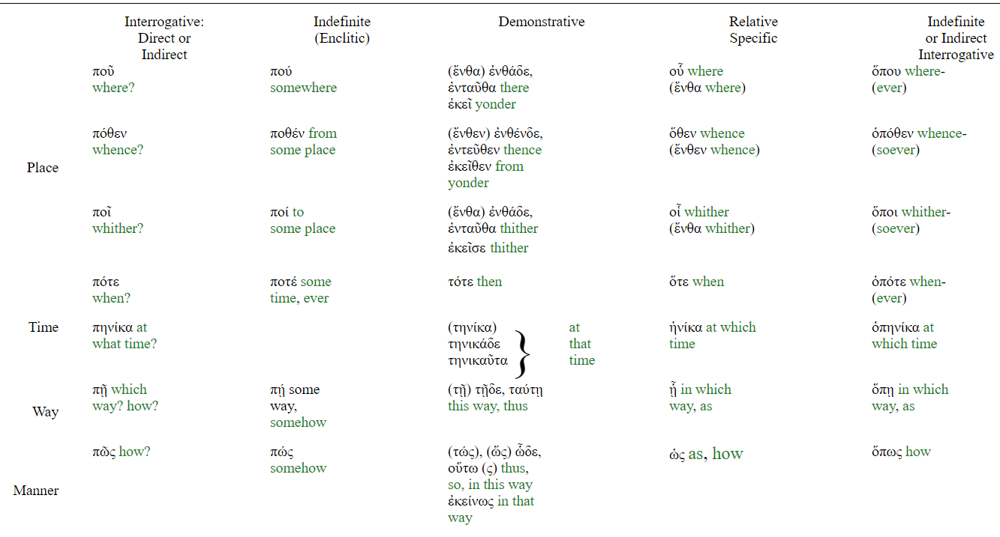 Interrogative: Indefinite Demonstrative Relative Indefinite
Direct or (Enclitic) Specific or Indirect
Indirect Interrogative
ποῦ πού (ἔνθα) ἐνθάδε, οὗ where ὅπου where-
where? somewhere ἐνταῦθα there (ἔνθα where) (ever)
ἐκεῖ yonder
πόθεν ποθέν from (ἔνθεν) ἐνθένδε, ὅθεν whence ὁπόθεν whence-
whence? some place ἐντεῦθεν thence (ἔνθεν whence) (soever)
Place ἐκεῖθεν from
yonder
ποῖ ποί to (ἔνθα) ἐνθάδε, οἷ whither ὅποι whither-
whither? some place ἐνταῦθα thither (ἔνθα whither) (soever)
ἐκεῖσε thither
πότε ποτέ some τότε then ὅτε when ὁπότε when-
when? time, ever (ever)
Time πηνίκα at (τηνίκα) at ἡνίκα at which ὁπηνίκα at
what time? τηνικάδε that time which time
τηνικαῦτα time
πῇ which πῄ some (τῇ) τῇδε, ταύτῃ ᾗ in which ὅπῃ in which
Way way? how? way, this way, thus way, as way, as
somehow
πῶς how? πώς (τώς), (ὥς) ὧδε, ὡς as, how ὅπως how
somehow οὕτω (ς) thus,
Manner so, in this way
ἐκείνως in that
way